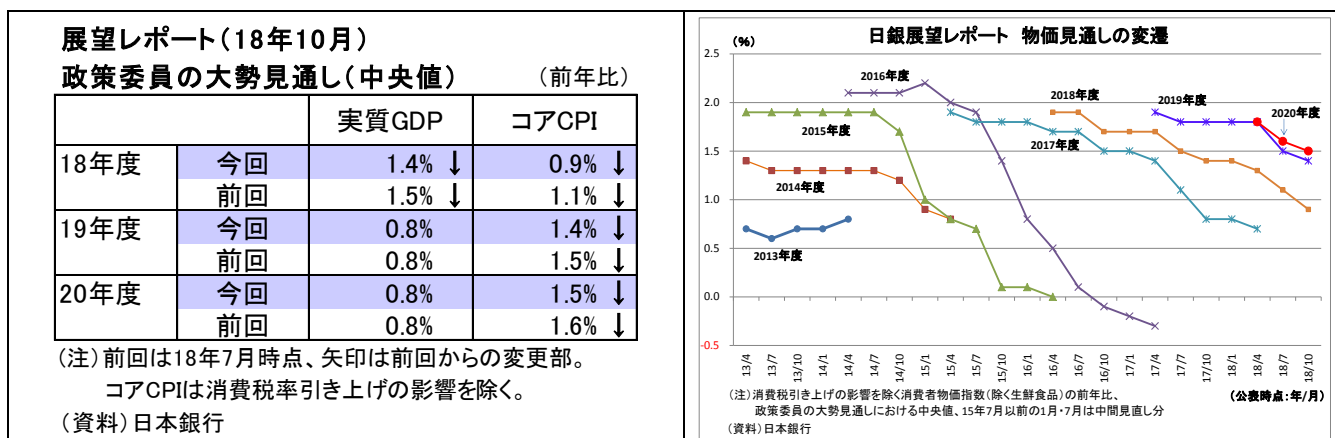 展望レポート(18年10月)
政策委員の大勢見通し(中央値) (前年比)
実質GDP コアCPI
18年度 今回 1.4% ↓ 0.9% ↓
前回 1.5% ↓ 1.1% ↓
19年度 今回 0.8% 1.4% ↓
前回 0.8% 1.5% ↓
20年度 今回 0.8% 1.5% ↓
前回 0.8% 1.6% ↓
(注)前回は18年7月時点、矢印は前回からの変更部。
コアCPIは消費税率引き上げの影響を除く。
(資料)日本銀行
日銀展望レポート 物価見通しの変遷
(%)
2.5
2.0
1.5
1.0
0.5
0.0
-0.5
2016年度
2015年度
2014年度
2013年度
2018年度
2017年度
2019年度
2020年度
13/4 13/7 13/10 14/1 14/4 14/7 14/10 15/1 15/4 15/7 15/10 16/1 16/4 16/7 16/10 17/1 17/4 17/7 17/10 18/1 18/4 18/7 18/10
(注)消費税引き上げの影響を除く消費者物価指数(除く生鮮食品)の前年比、 (公表時点:年/月)
政策委員の大勢見通しにおける中央値、15年7月以前の1月・7月は中間見直し分
(資料)日本銀行